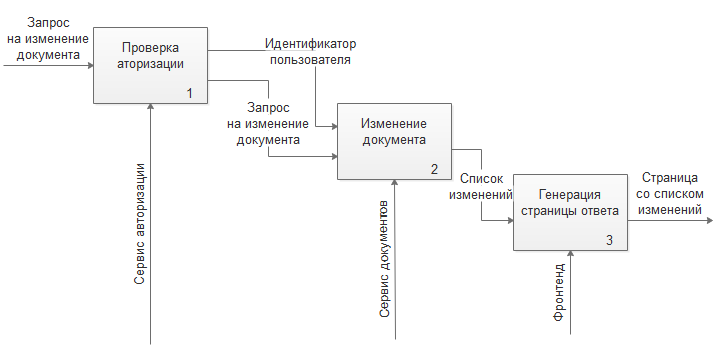 Запрос
на изменение
документа
Проверка
аторизации
1
Идентификатор
пользователя
Запрос
на изменение
документа
Изменение
документа
2
Список
изменений
Генерация
страницы ответа
3
Страница
со списком
изменений
Сервис авторизации
Сервис документов
Фронтенд